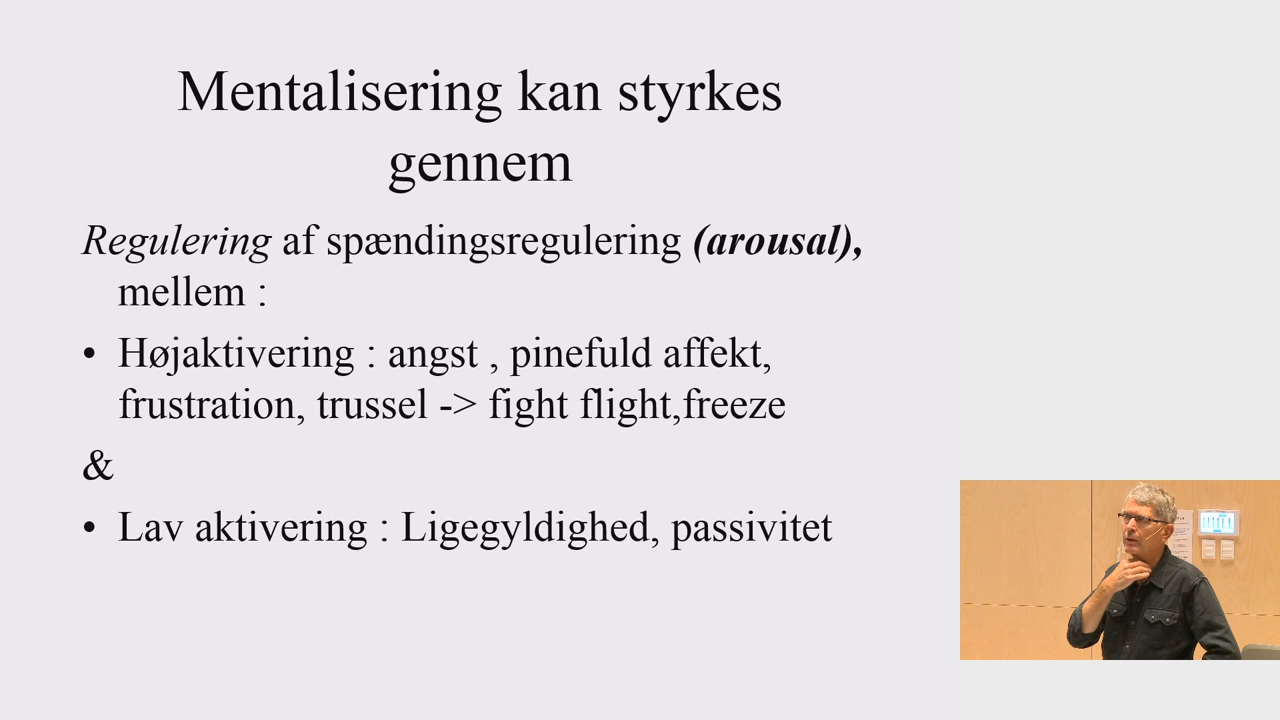 Mentalisering kan styrkes
gennem
Regulering af spændingsregulering (arousal),
mellem :
• Højaktivering : angst , pinefuld affekt,
frustration, trussel -> fight flight,freeze
&
• Lav aktivering : Ligegyldighed, passivitet